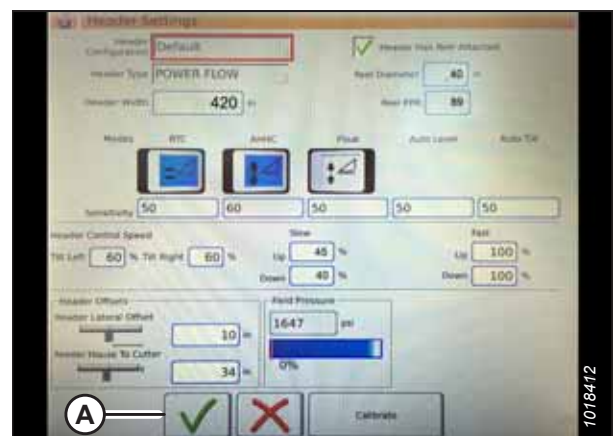 Header Settings
Header Configuration Default
Header Has Reel Attached
Header Type POWER FLOW
Reel Diameter 40 in
Header Width 420 in
Reel PPR 89
Modes RTC AHHC Float Auto Level Auto Tilt
Sensitivity 50 60 50 50 50
Header Control Speed
Slow
Fast
Tilt Left 60 % Tilt Right 60 % Up 45 % Up 100 %
Down 40 % Down 100 %
Header Offsets
Field Pressure
Header Lateral Offset
10 in
1647 psi
Feeder House To Cutter
34 in
0%
A
Calibrate
1018412